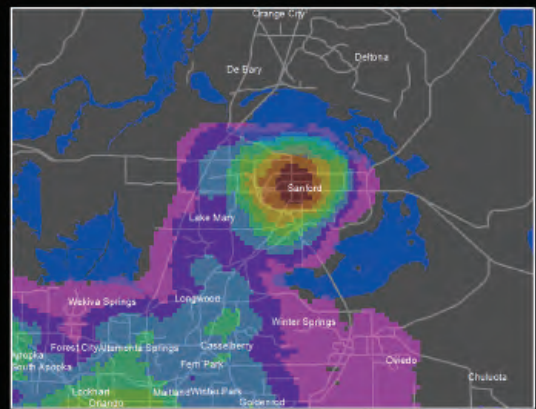 Orange City
Deltona
De Bary
Sanford
Lake Mary
Wekiva Springs
Longwood
Winter Springs
Casselberry
Forest City
Altamonte Springs
Oviedo
South Apopka
Fern Park
Chuluota
Lockhart
Maitland
Winter Park
Orlando
Goldenrod